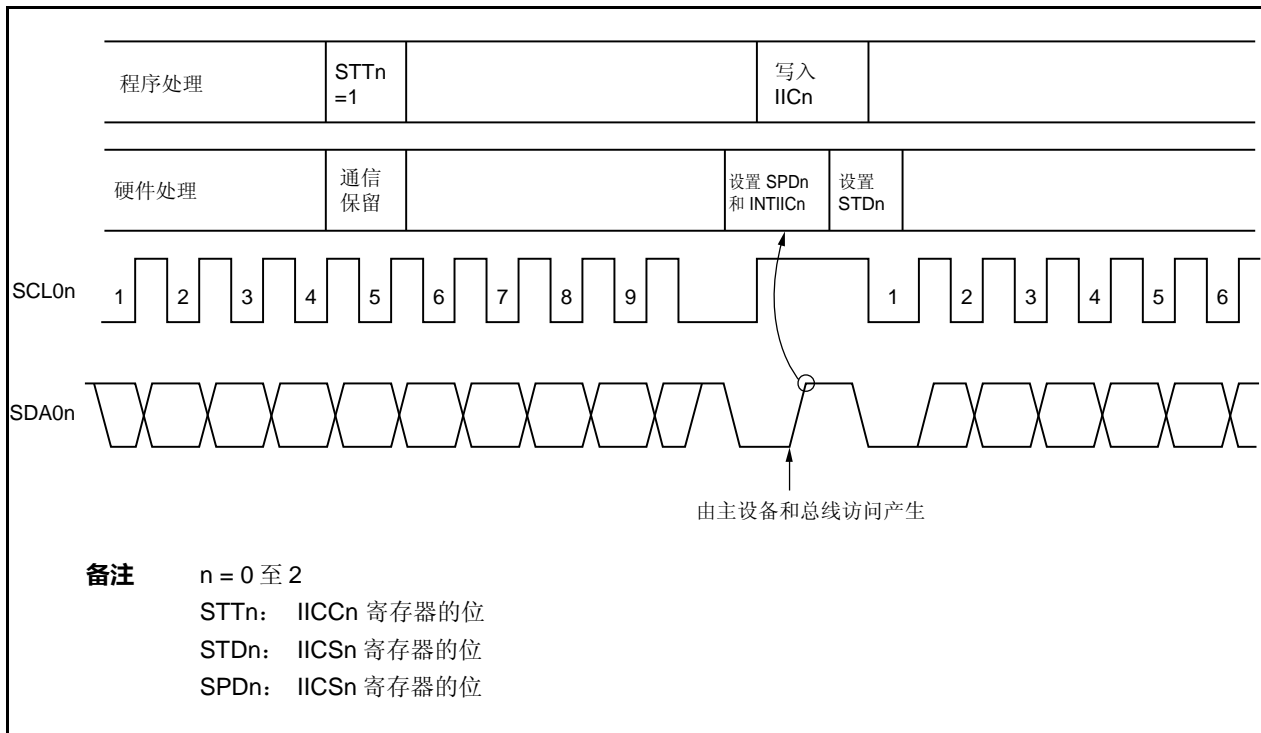 程序处理
STTn
=1
写入
IICn
硬件处理
通信
保留
设置 SPDn
和 INTIICn
设置
STDn
SCL0n
1 2 3 4 5 6 7 8 9 1 2 3 4 5 6
SDA0n
由主设备和总线访问产生
备注 n = 0 至 2
STTn： IICCn 寄存器的位
STDn： IICSn 寄存器的位
SPDn： IICSn 寄存器的位